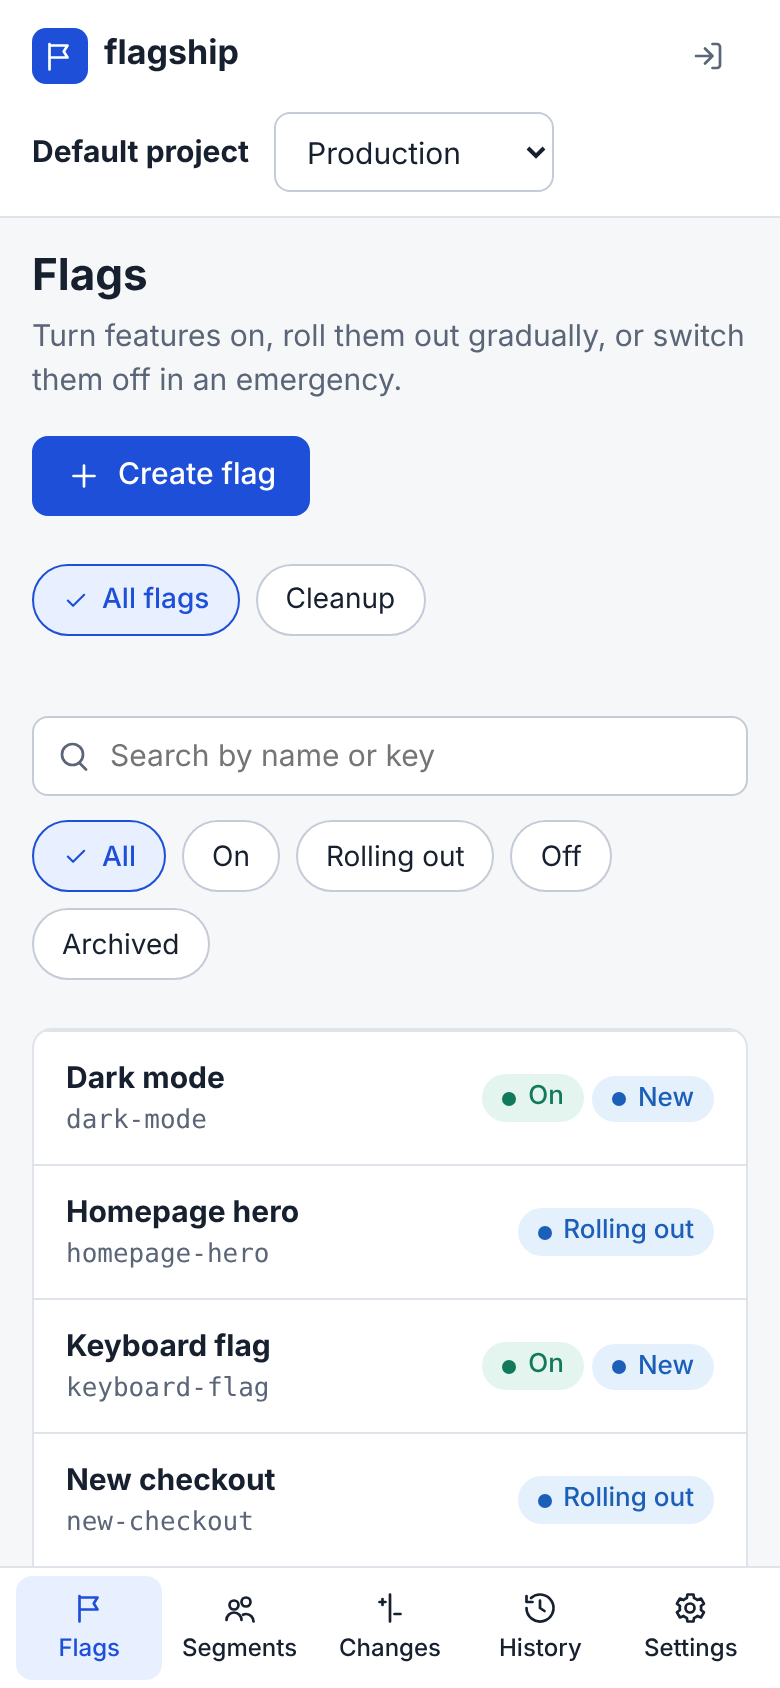 flagship
Default project
Production
Flags
Turn features on, roll them out gradually, or switch
them off in an emergency.
Create flag
All flags
Cleanup
Search by name or key
All
On
Rolling out
Off
Archived
Dark mode
On
New
dark-mode
Homepage hero
Rolling out
homepage-hero
Keyboard flag
On
New
keyboard-flag
New checkout
Rolling out
new-checkout
Flags
Segments
Changes
History
Settings